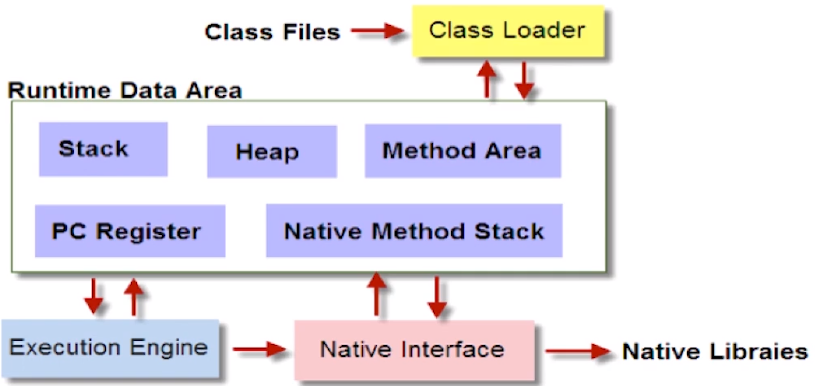 Class Files
Class Loader
Runtime Data Area
Stack
Heap
Method Area
PC Register
Native Method Stack
Execution Engine
Native Interface
Native Libraies